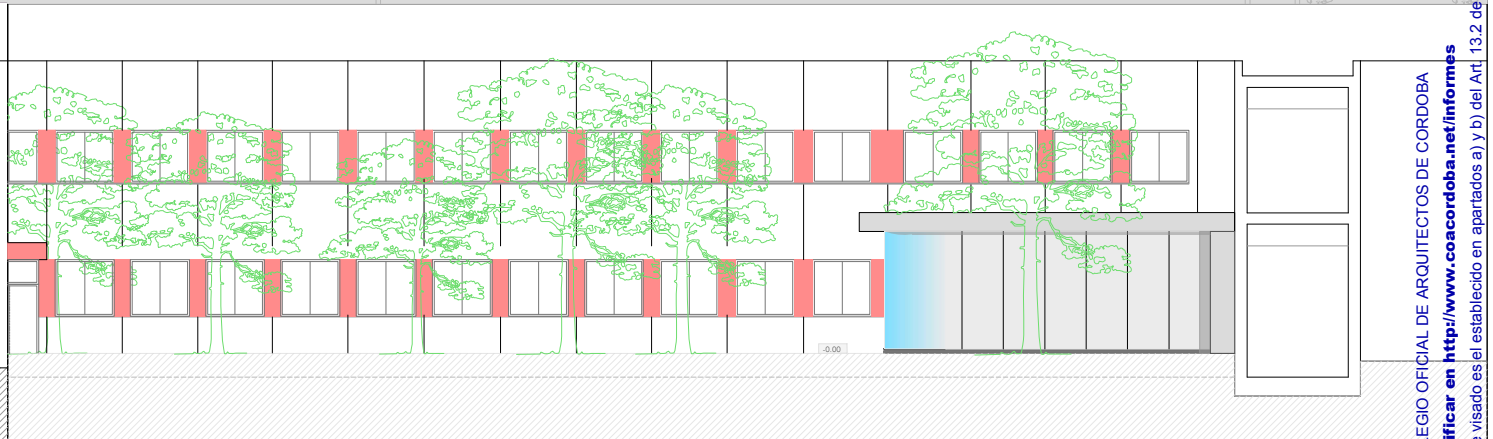 -0.00
EGIO OFICIAL DE ARQUITECTOS DE CORDOBA
ificar en http://www.coacordoba.net/informes
e visado es el establecido en apartados a) y b) del Art. 13.2 de